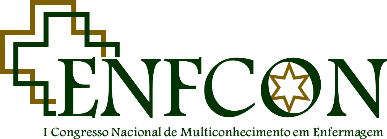 ENFCON
I Congresso Nacional de Multiconhecimento em Enfermagem